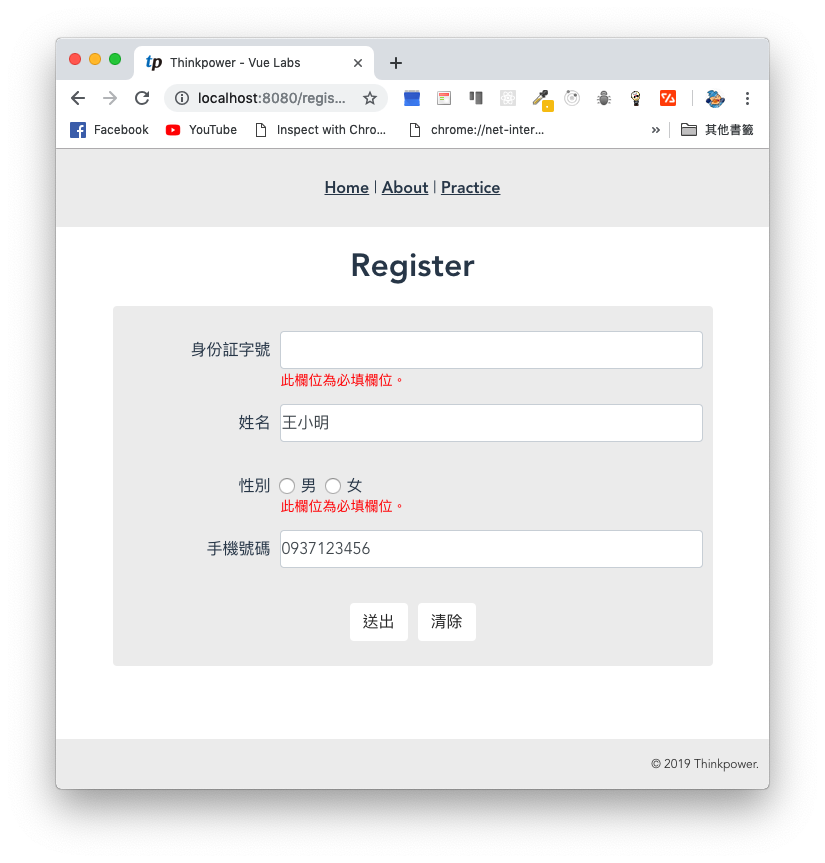 tp Thinkpower - Vue Labs
localhost:8080/regis...
Facebook YouTube Inspect with Chro... chrome://net-inter... » 其他書籤
Home | About | Practice
Register
身份証字號
此欄位為必填欄位。
姓名 王小明
性別 男 女
此欄位為必填欄位。
手機號碼 0937123456
送出 清除
© 2019 Thinkpower.